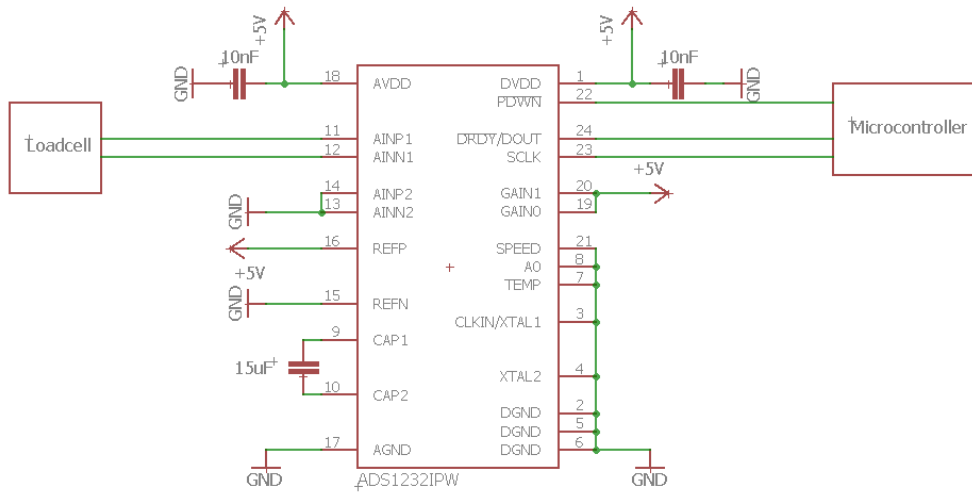 +5V
10nF
GND
18
AVDD
DVDD
1
+5V
10nF
GND
PDWN
22
Loadcell
11
AINP1
12
AINN1
DRDY/DOUT
24
SCLK
23
Microcontroller
14
AINP2
13
AINN2
GND
GAIN1
20
GAIN0
19
+5V
16
REFP
+5V
SPEED
21
A0
8
TEMP
7
15
REFN
GND
CLKIN/XTAL1
3
9
CAP1
15uF
10
CAP2
XTAL2
4
DGND
2
DGND
5
17
AGND
GND
DGND
6
GND
ADS1232IPW